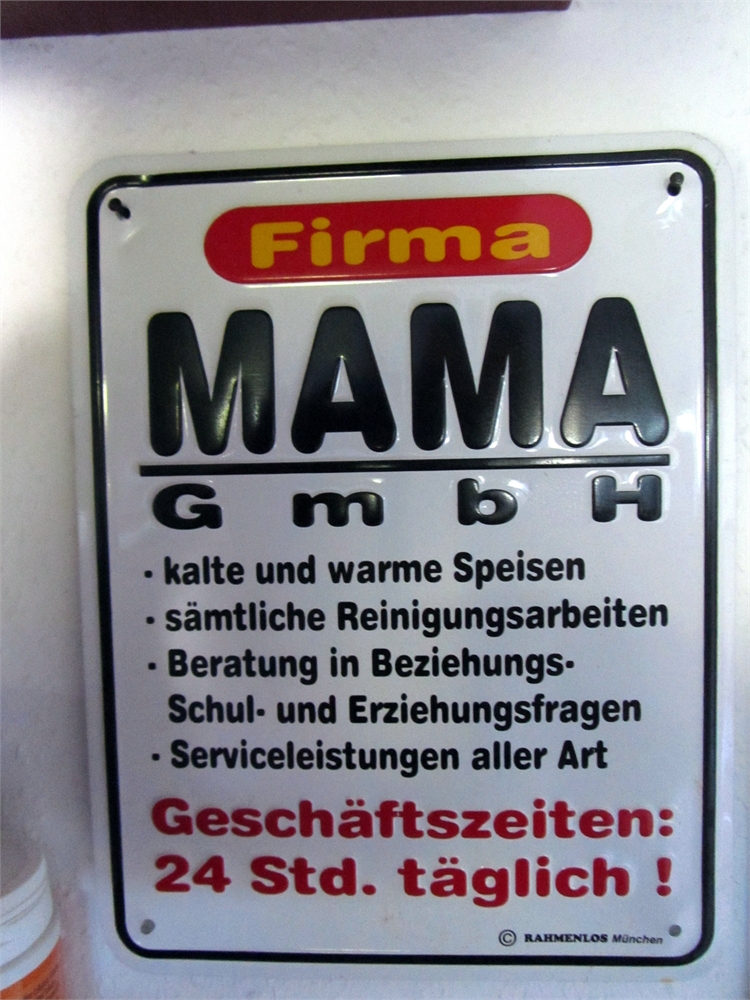 Firma
MAMA
GmbH
· kalte und warme Speisen
· sämtliche Reinigungsarbeiten
· Beratung in Beziehungs-
Schul- und Erziehungsfragen
· Serviceleistungen aller Art
Geschäftszeiten:
24 Std. täglich !
© RAHMENLOS München